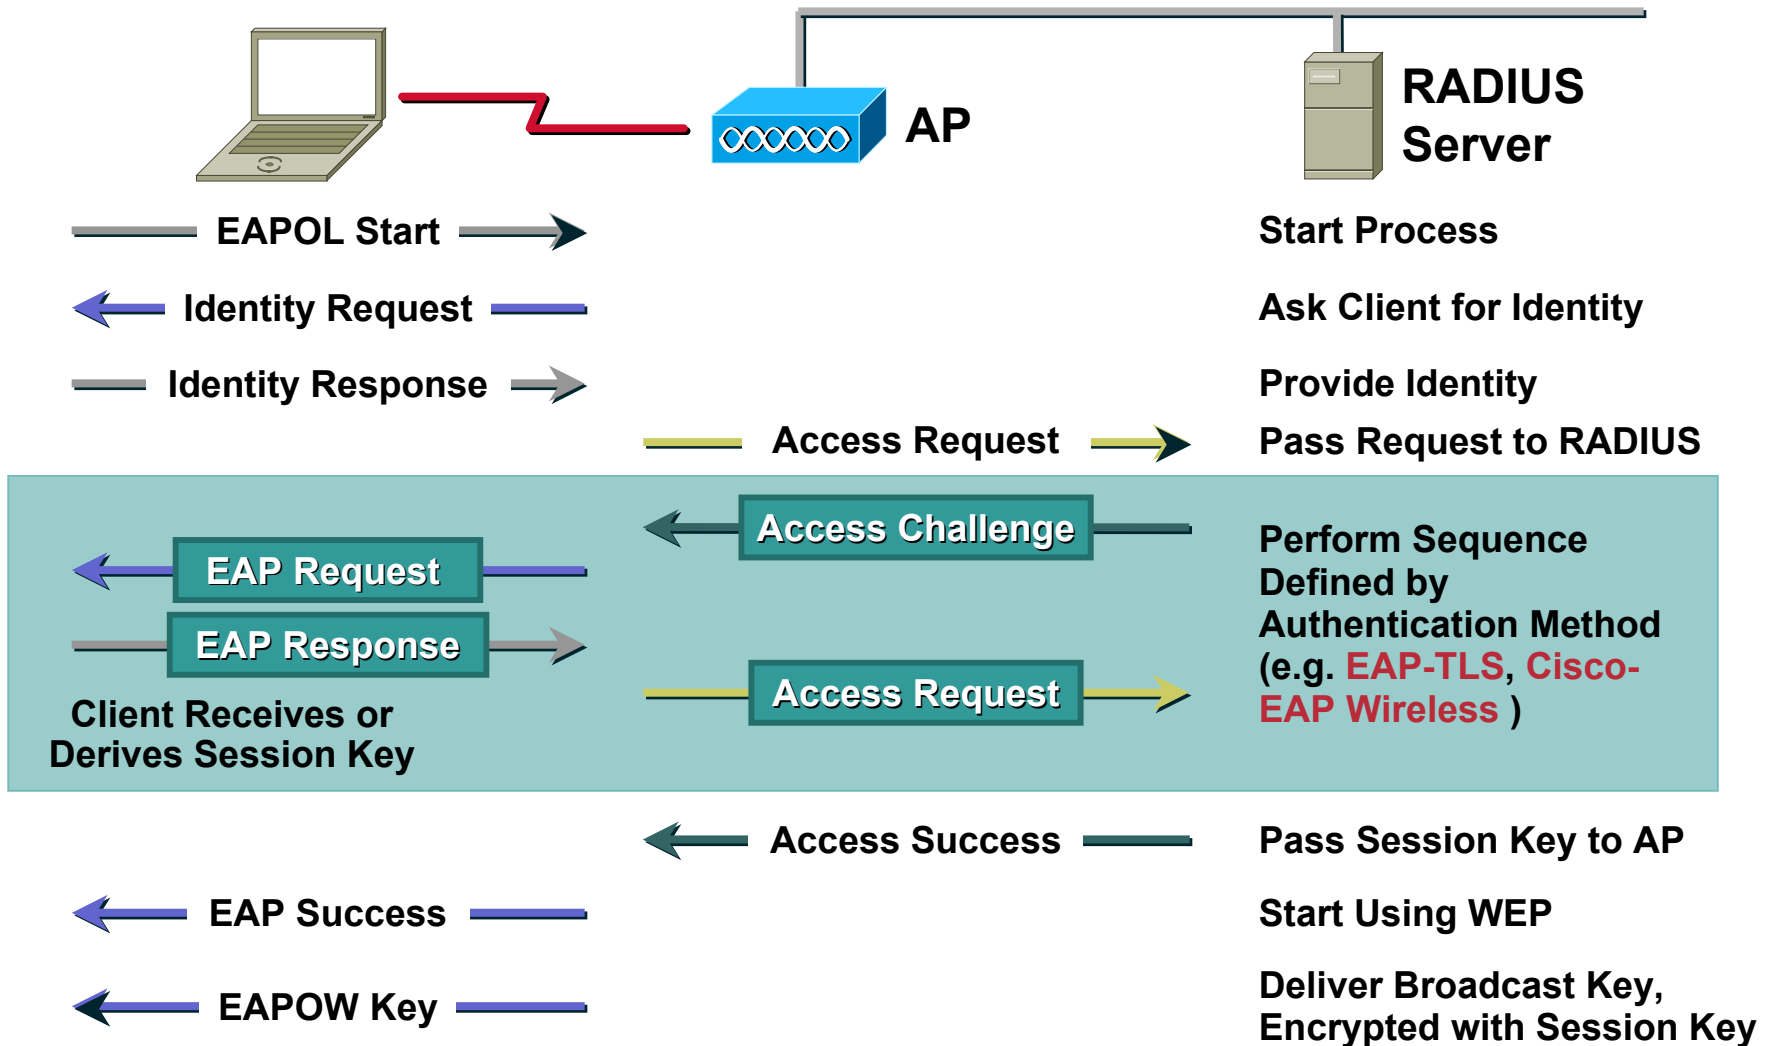 AP
RADIUS
Server
EAPOL Start
Start Process
Identity Request
Ask Client for Identity
Identity Response
Provide Identity
Access Request
Pass Request to RADIUS
Access Challenge
EAP Request
EAP Response
Access Request
Client Receives or
Derives Session Key
Perform Sequence
Defined by
Authentication Method
(e.g. EAP-TLS, Cisco-
EAP Wireless )
Access Success
Pass Session Key to AP
EAP Success
Start Using WEP
EAPOW Key
Deliver Broadcast Key,
Encrypted with Session Key